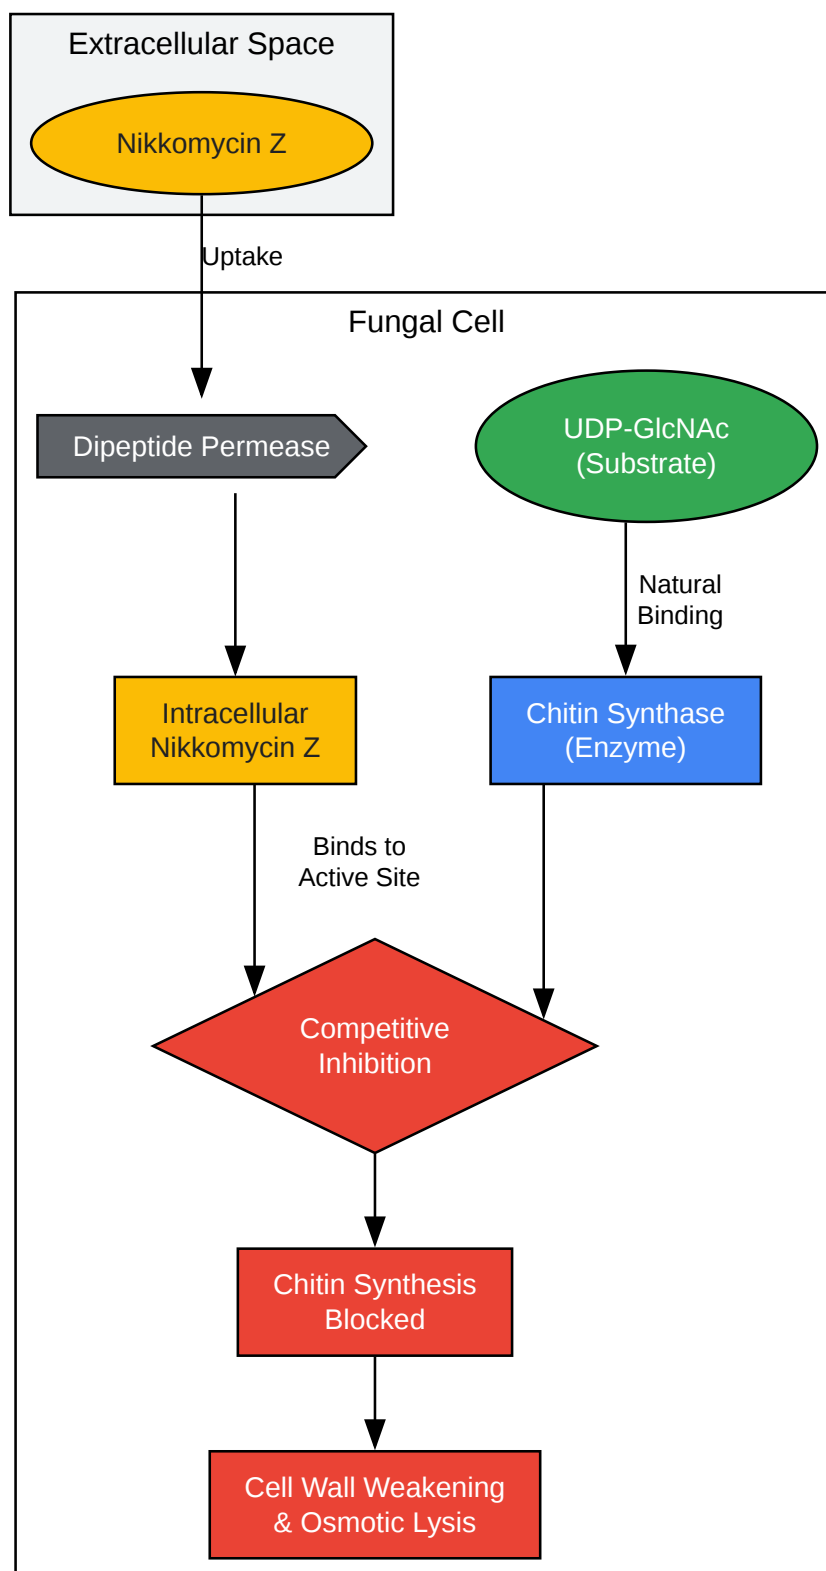 Extracellular Space
Nikkomycin Z
Uptake
Fungal Cell
Dipeptide Permease
UDP-GlcNAc
(Substrate)
Natural
Binding
Intracellular
Nikkomycin Z
Chitin Synthase
(Enzyme)
Binds to
Active Site
Competitive
Inhibition
Chitin Synthesis
Blocked
Cell Wall Weakening
& Osmotic Lysis